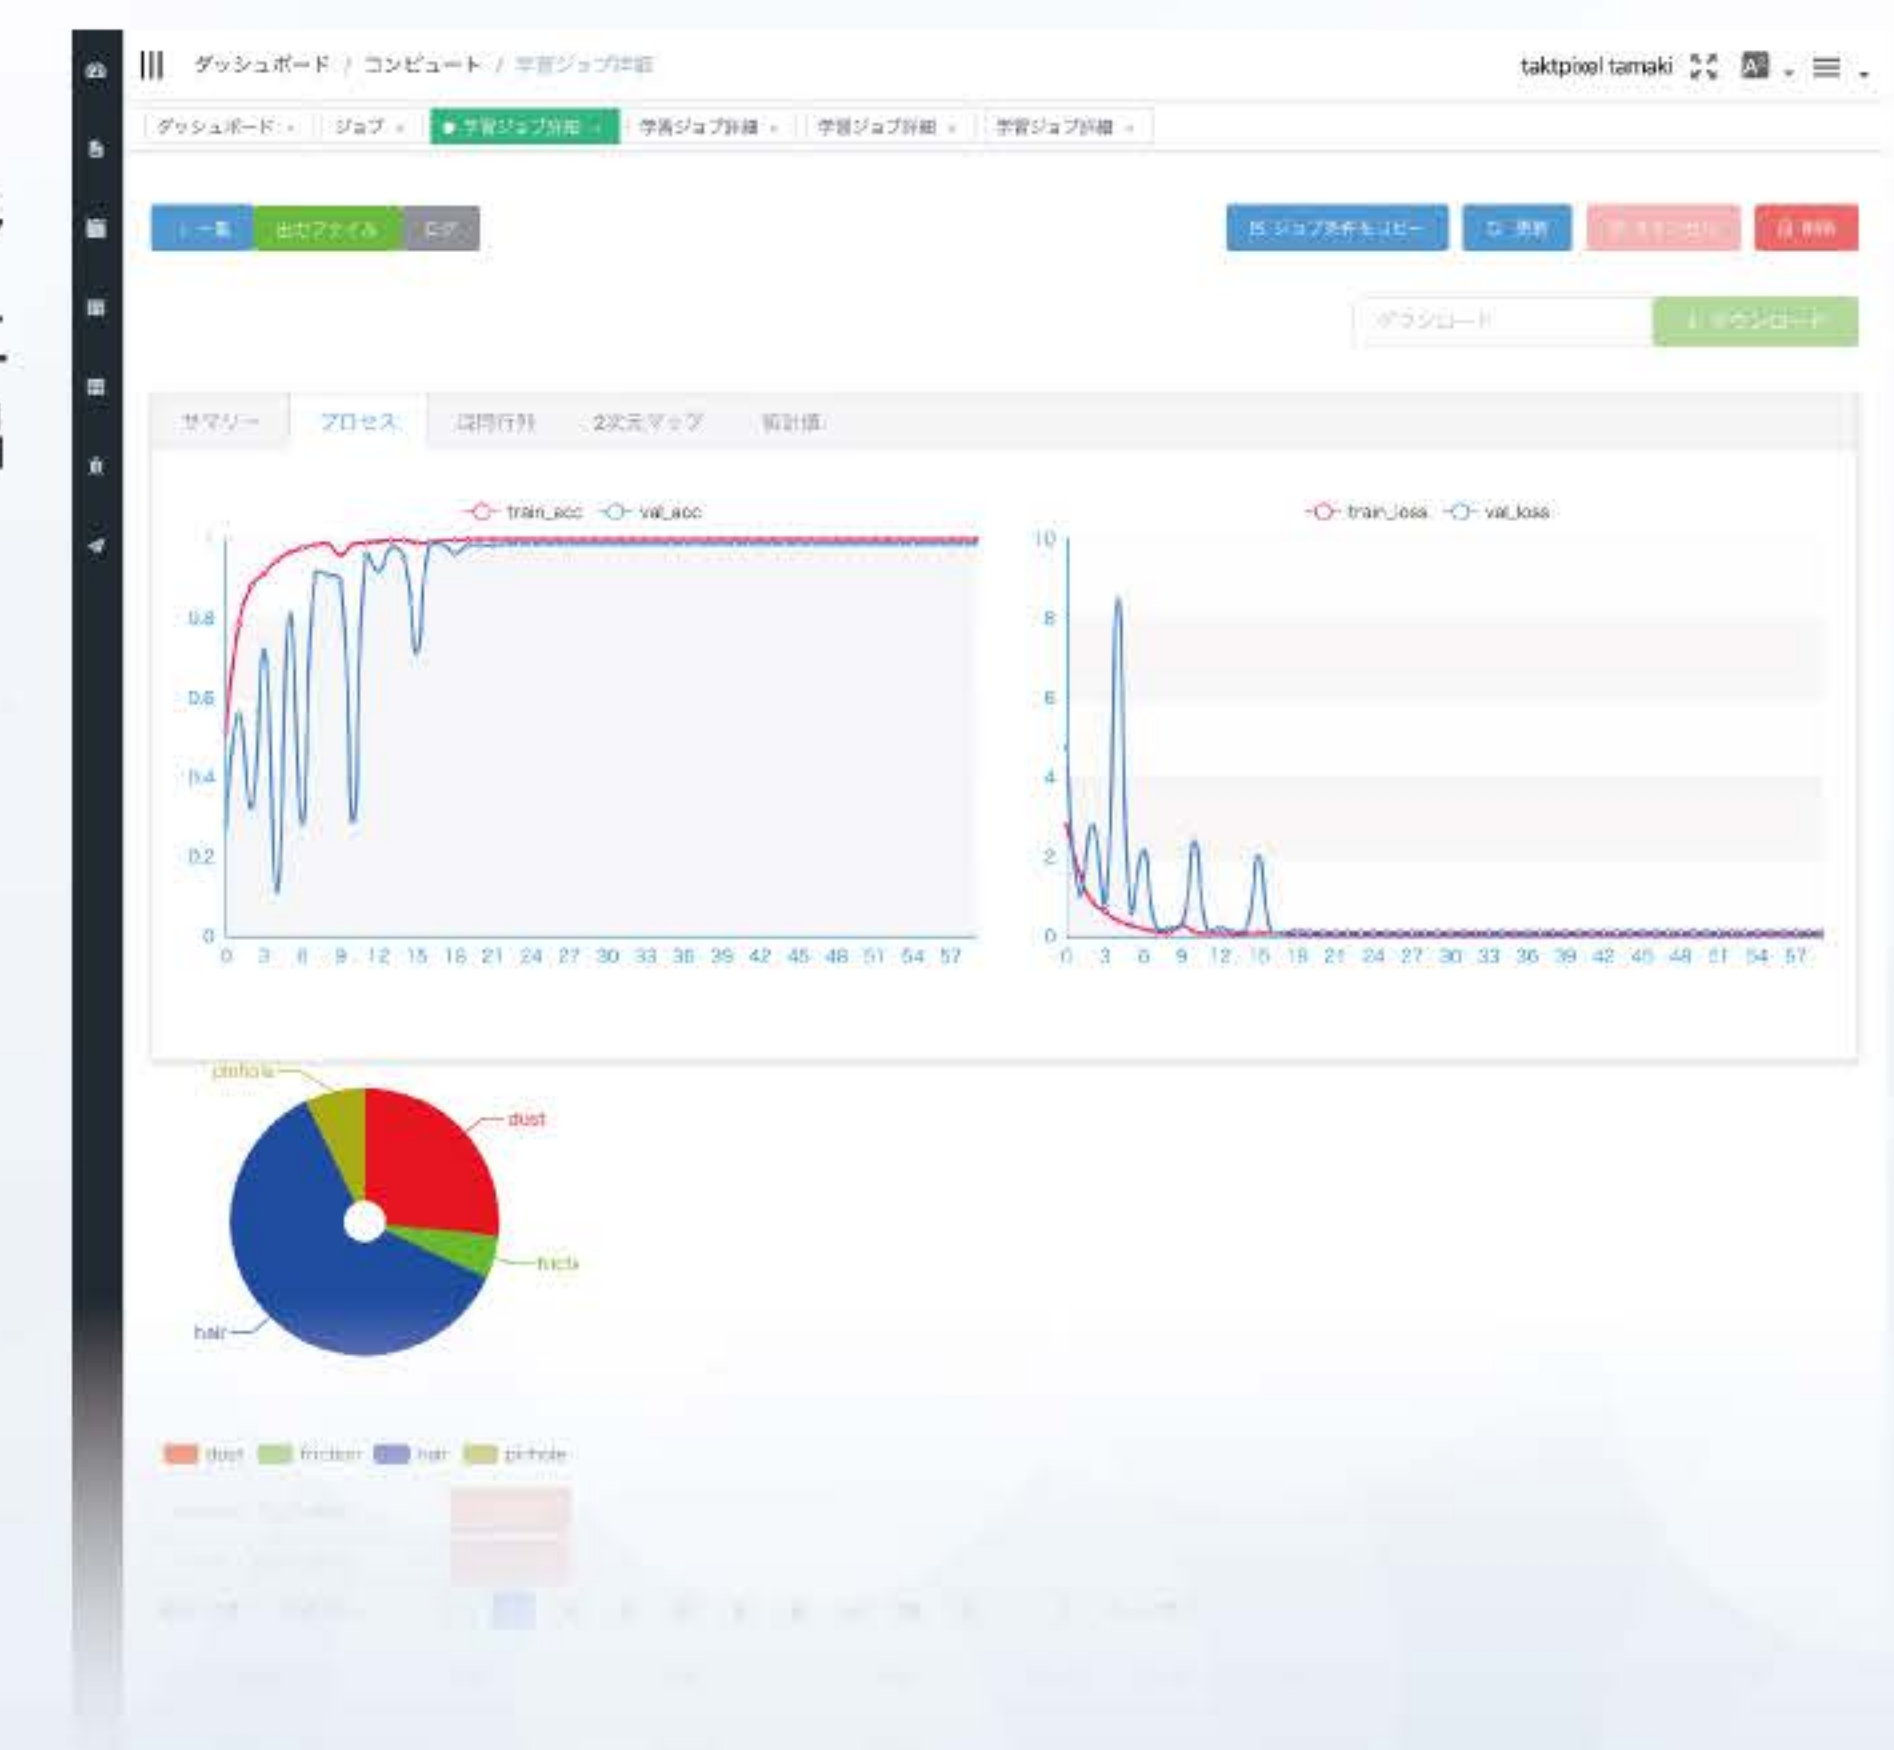 ダッシュボード / コンピュート / 学習ジョブ詳細
taktpixel tamaki
ダッシュボード ジョブ 学習ジョブ詳細 学習ジョブ詳細 学習ジョブ詳細 学習ジョブ詳細
一覧 出力ファイル ログ
ジョブ条件をコピー 更新 キャンセル 削除
ダウンロード ダウンロード
サマリー プロセス 混同行列 2次元マップ 統計値
train_acc val_acc
1
0.8
0.6
0.4
0.2
0
0 3 6 9 12 15 18 21 24 27 30 33 36 39 42 45 48 51 54 57
train_loss val_loss
10
8
6
4
2
0
0 3 6 9 12 15 18 21 24 27 30 33 36 39 42 45 48 51 54 57
pinhole
dust
hair
dust friction hair pinhole